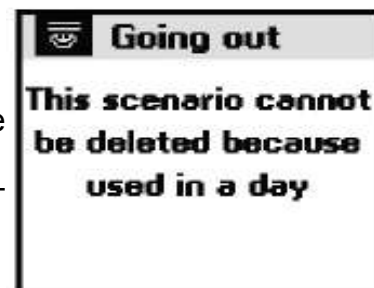 Going out
This scenario cannot
e
be deleted because
-
used in a day